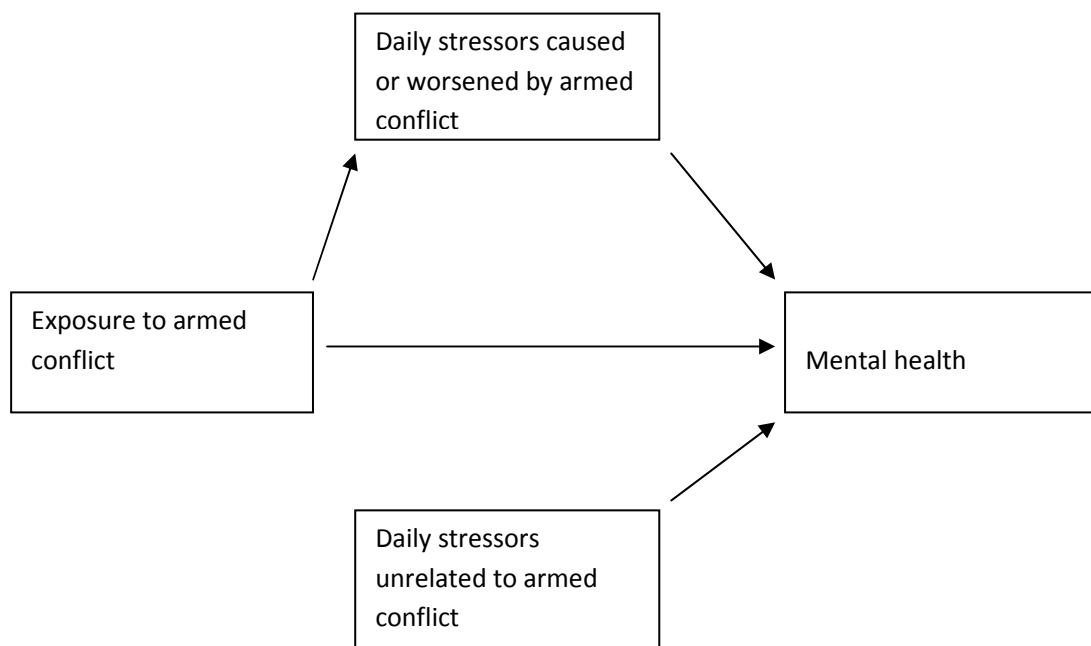 Daily stressors caused
or worsened by armed
conflict
Exposure to armed
conflict
Mental health
Daily stressors
unrelated to armed
conflict